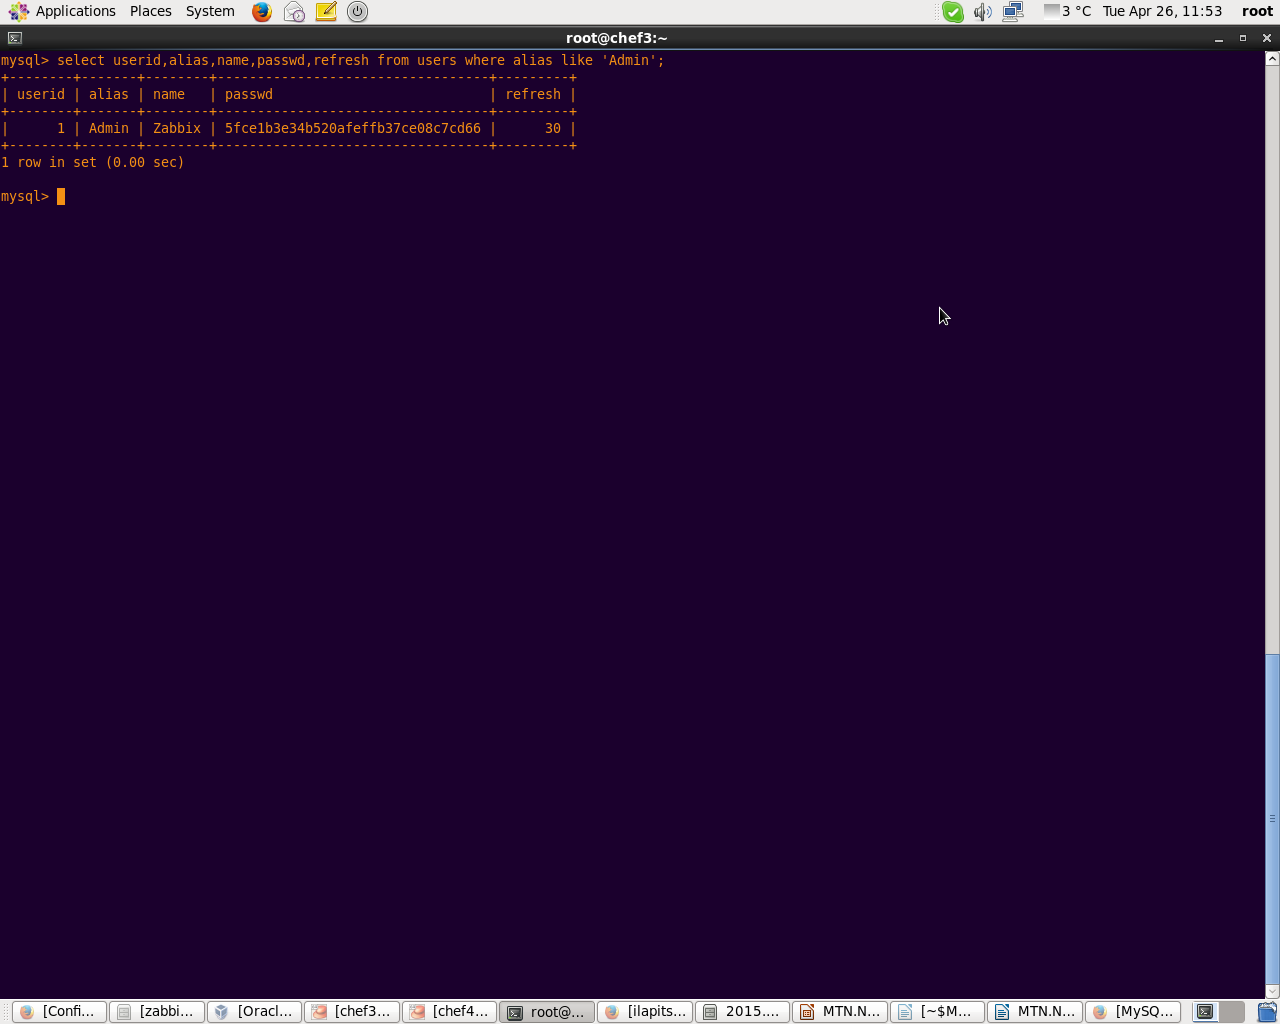 Applications Places System 3 °C Tue Apr 26, 11:53 root
root@chef3:~
mysql> select userid,alias,name,passwd,refresh from users where alias like 'Admin';
+--------+-------+--------+----------------------------------+---------+
| userid | alias | name   | passwd                           | refresh |
+--------+-------+--------+----------------------------------+---------+
|      1 | Admin | Zabbix | 5fce1b3e34b520afeffb37ce08c7cd66 |      30 |
+--------+-------+--------+----------------------------------+---------+
1 row in set (0.00 sec)
mysql>
[Confi... [zabbi... [Oracl... [chef3... [chef4... root@... [ilapits... 2015.... MTN.N... [~$M... MTN.N... [MySQ...